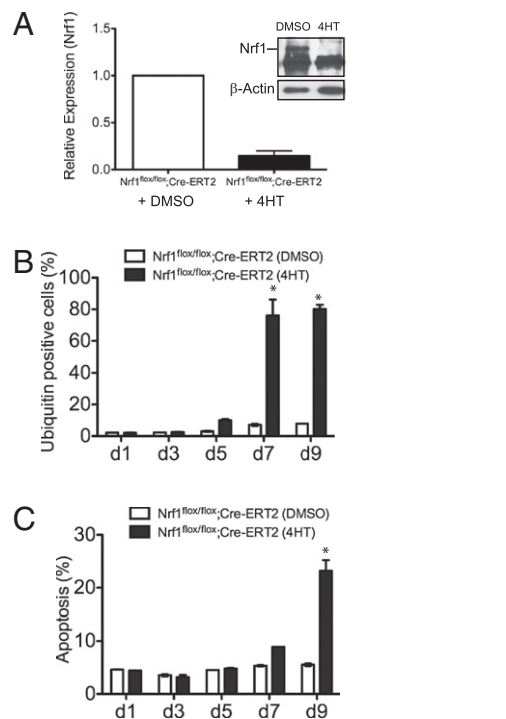 A
Relative Expression (Nrf1)
1.5
1.0
0.5
0.0
DMSO 4HT
Nrf1
β-Actin
Nrf1flox/flox;Cre-ERT2 Nrf1flox/flox;Cre-ERT2
+ DMSO + 4HT
B
Nrf1flox/flox;Cre-ERT2 (DMSO)
Nrf1flox/flox;Cre-ERT2 (4HT)
Ubiquitin positive cells (%)
100
80
60
40
20
0
* *
d1 d3 d5 d7 d9
C
Nrf1flox/flox;Cre-ERT2 (DMSO)
Nrf1flox/flox;Cre-ERT2 (4HT)
Apoptosis (%)
30
20
10
0
*
d1 d3 d5 d7 d9